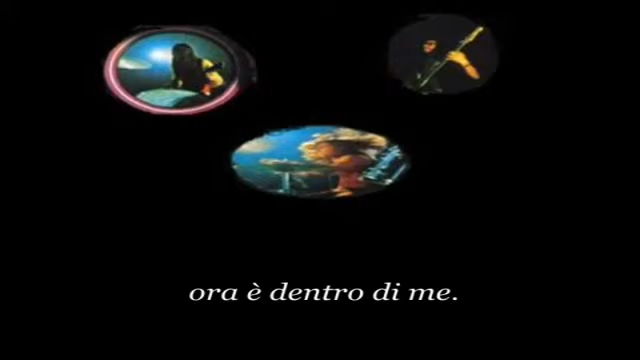 ora è dentro di me.